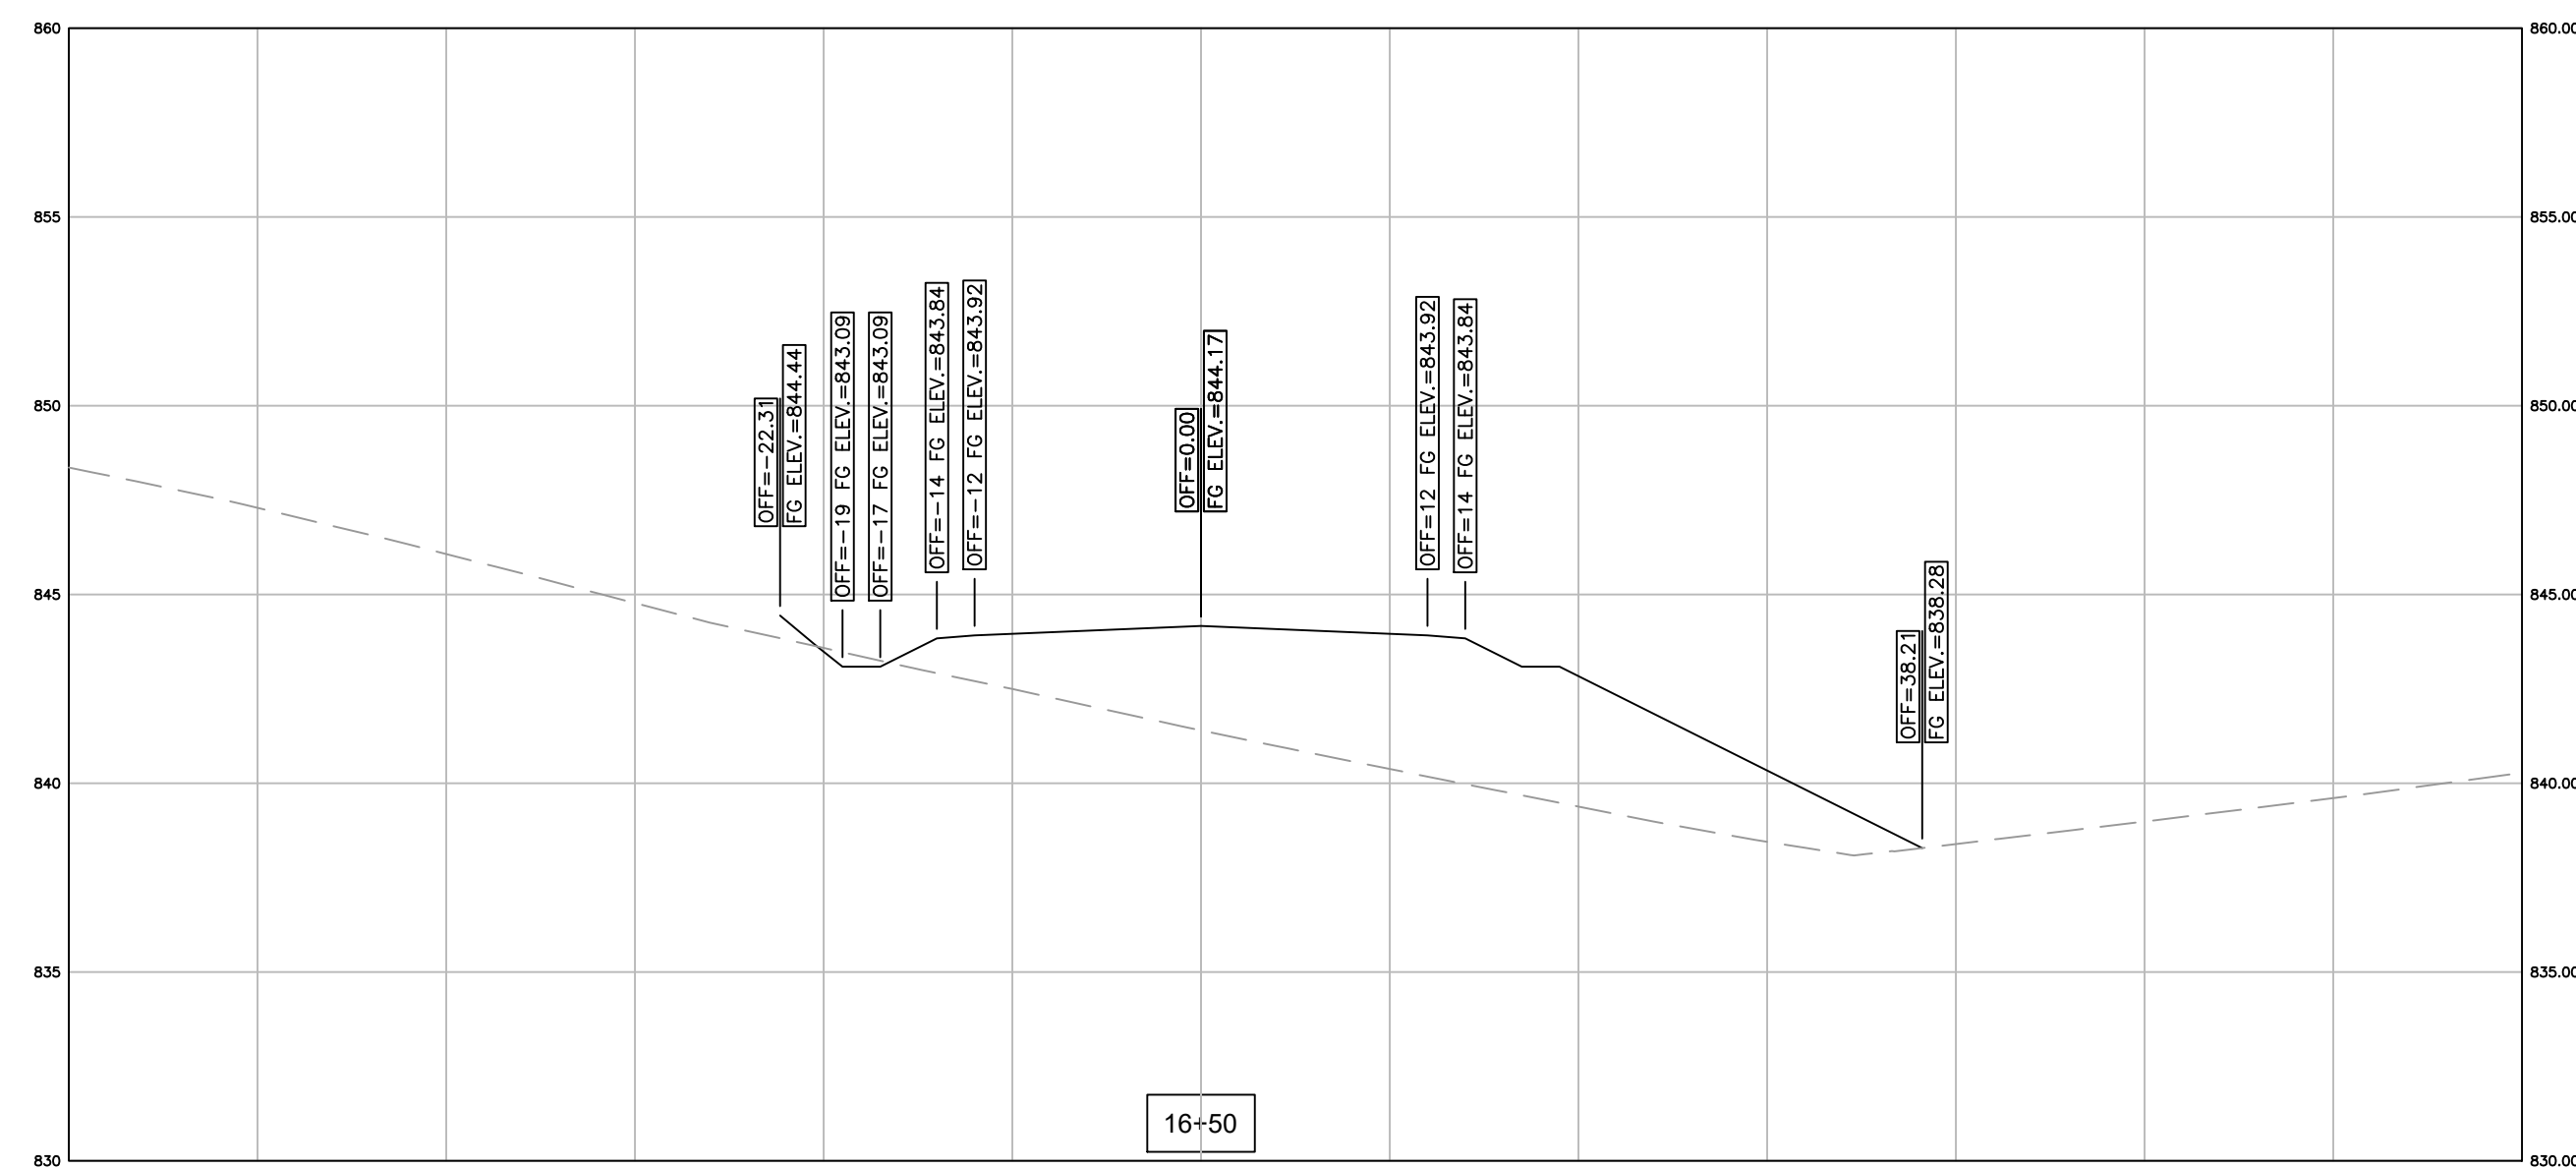 860
860.00
855
855.00
850
850.00
845
845.00
840
840.00
835
835.00
830
830.00
OFF=-22.31
FG ELEV.=844.44
OFF=-19 FG ELEV.=843.09
OFF=-17 FG ELEV.=843.09
OFF=-14 FG ELEV.=843.84
OFF=-12 FG ELEV.=843.92
OFF=0.00
FG ELEV.=844.17
OFF=12 FG ELEV.=843.92
OFF=14 FG ELEV.=843.84
OFF=38.21
FG ELEV.=838.28
16+50